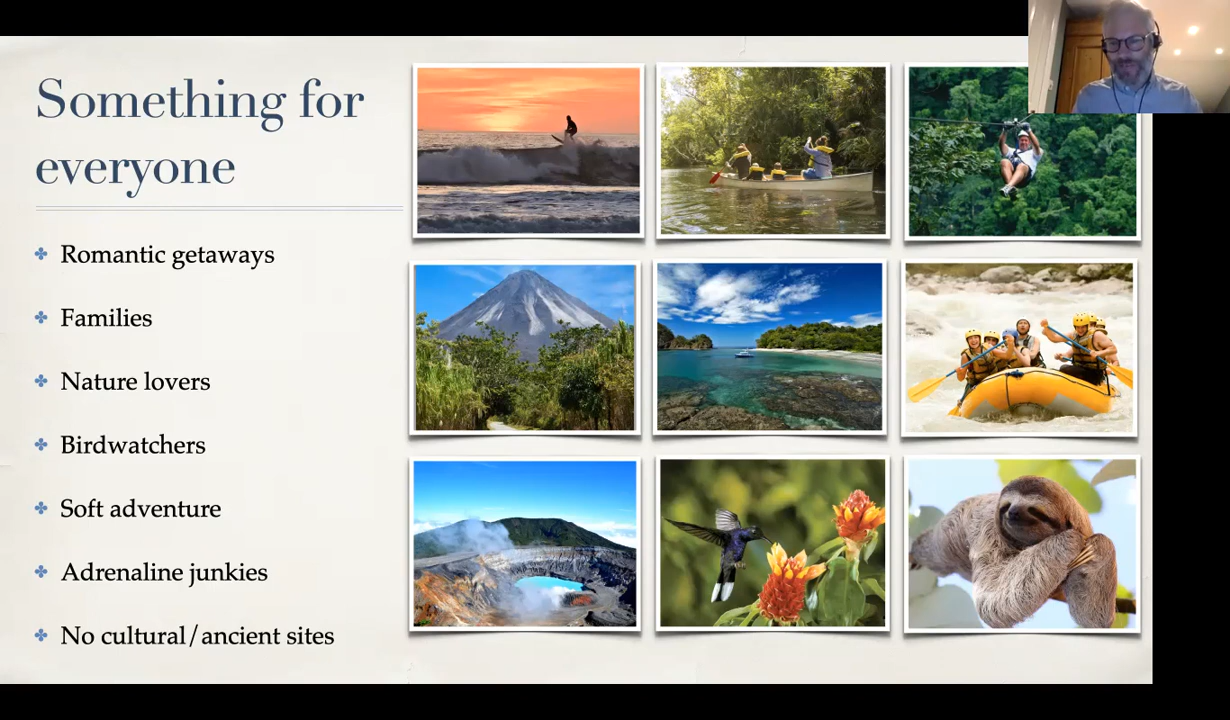 Something for
everyone
Romantic getaways
Families
Nature lovers
Birdwatchers
Soft adventure
Adrenaline junkies
No cultural/ancient sites